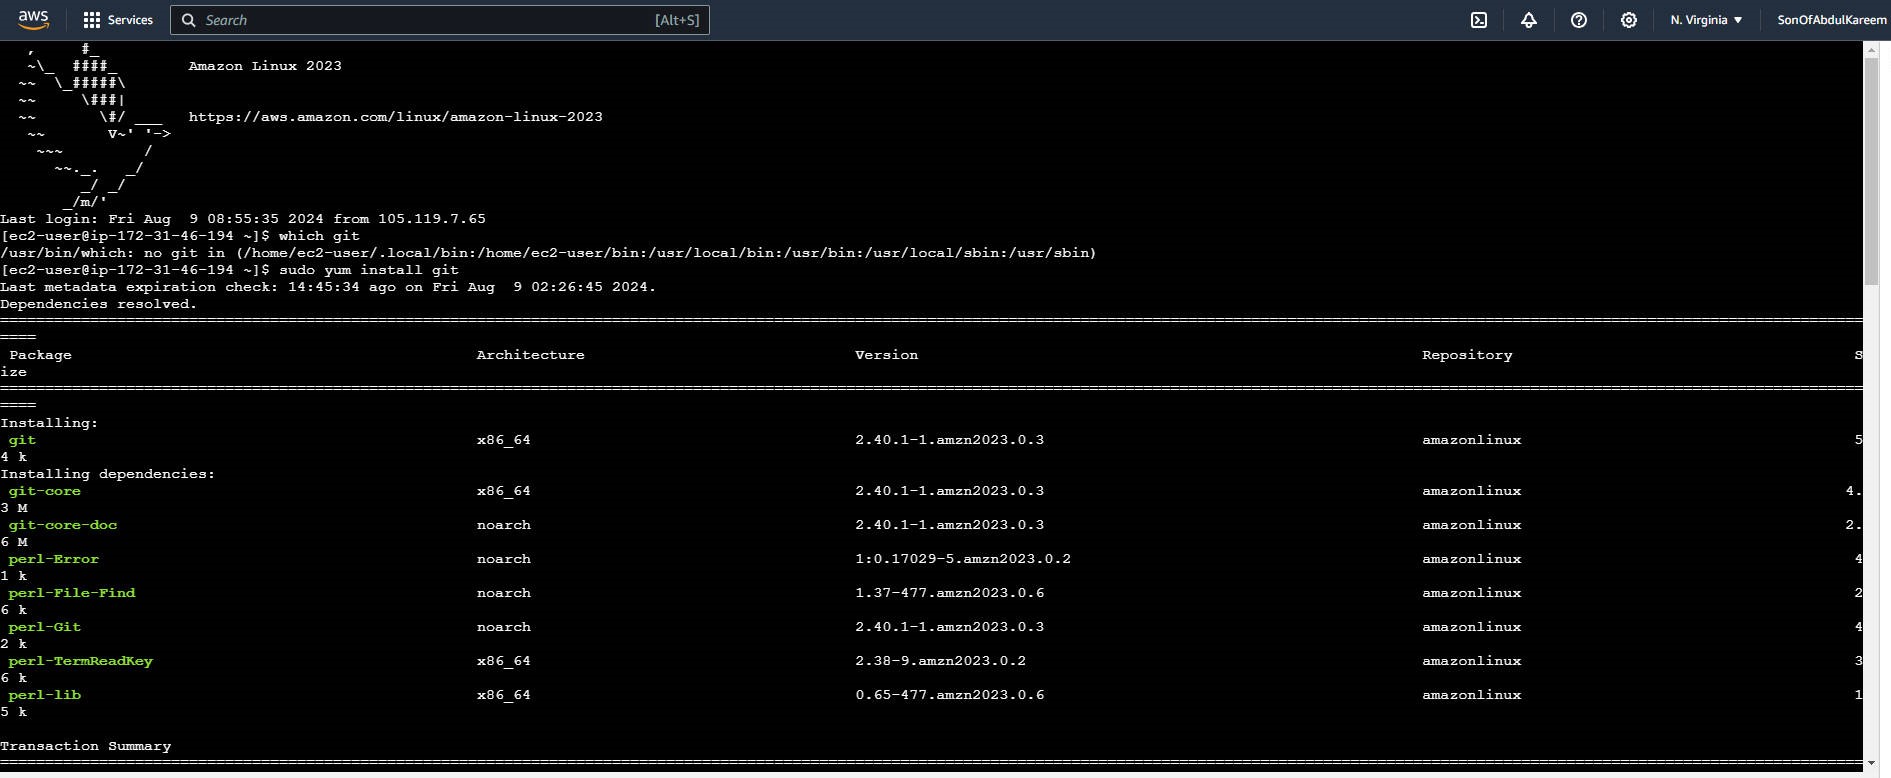 aws Services Search [Alt+S] N. Virginia SonOfAbdulKareem
   ,     #_
   ~\_  ####_        Amazon Linux 2023
  ~~  \_#####\
  ~~     \###|
  ~~       \#/ ___   https://aws.amazon.com/linux/amazon-linux-2023
   ~~       V~' '->
    ~~~         /
      ~~._.   _/
         _/ _/
       _/m/'
Last login: Fri Aug  9 08:55:35 2024 from 105.119.7.65
[ec2-user@ip-172-31-46-194 ~]$ which git
/usr/bin/which: no git in (/home/ec2-user/.local/bin:/home/ec2-user/bin:/usr/local/bin:/usr/bin:/usr/local/sbin:/usr/sbin)
[ec2-user@ip-172-31-46-194 ~]$ sudo yum install git
Last metadata expiration check: 14:45:34 ago on Fri Aug  9 02:26:45 2024.
Dependencies resolved.
================================================================================
====
 Package Architecture Version Repository S
ize
================================================================================
====
Installing:
 git x86_64 2.40.1-1.amzn2023.0.3 amazonlinux 5
4 k
Installing dependencies:
 git-core x86_64 2.40.1-1.amzn2023.0.3 amazonlinux 4.
3 M
 git-core-doc noarch 2.40.1-1.amzn2023.0.3 amazonlinux 2.
6 M
 perl-Error noarch 1:0.17029-5.amzn2023.0.2 amazonlinux 4
1 k
 perl-File-Find noarch 1.37-477.amzn2023.0.6 amazonlinux 2
6 k
 perl-Git noarch 2.40.1-1.amzn2023.0.3 amazonlinux 4
2 k
 perl-TermReadKey x86_64 2.38-9.amzn2023.0.2 amazonlinux 3
6 k
 perl-lib x86_64 0.65-477.amzn2023.0.6 amazonlinux 1
5 k
Transaction Summary
================================================================================